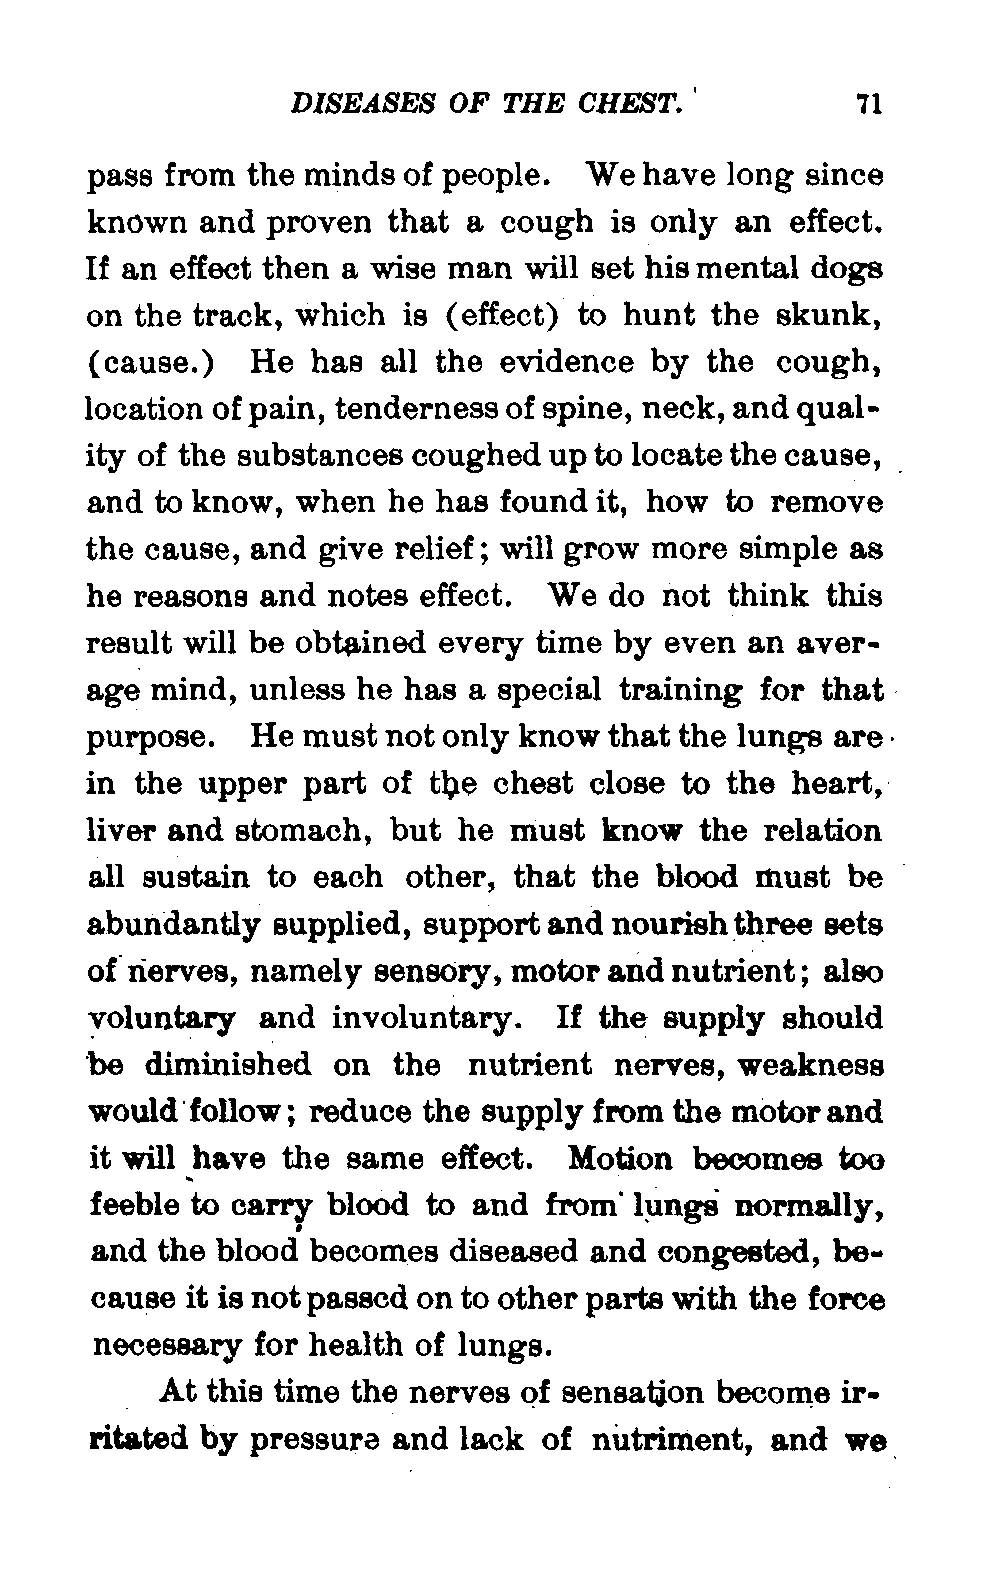 DISEASES OF THE CHEST. 71
pass from the minds of people. We have long since
known and proven that a cough is only an effect.
If an effect then a wise man will set his mental dogs
on the track, which is (effect) to hunt the skunk,
(cause.) He has all the evidence by the cough,
location of pain, tenderness of spine, neck, and qual-
ity of the substances coughed up to locate the cause,
and to know, when he has found it, how to remove
the cause, and give relief; will grow more simple as
he reasons and notes effect. We do not think this
result will be obtained every time by even an aver-
age mind, unless he has a special training for that
purpose. He must not only know that the lungs are
in the upper part of the chest close to the heart,
liver and stomach, but he must know the relation
all sustain to each other, that the blood must be
abundantly supplied, support and nourish three sets
of nerves, namely sensory, motor and nutrient; also
voluntary and involuntary. If the supply should
be diminished on the nutrient nerves, weakness
would follow; reduce the supply from the motor and
it will have the same effect. Motion becomes too
feeble to carry blood to and from lungs normally,
and the blood becomes diseased and congested, be-
cause it is not passed on to other parts with the force
necessary for health of lungs.
At this time the nerves of sensation become ir-
ritated by pressure and lack of nutriment, and we